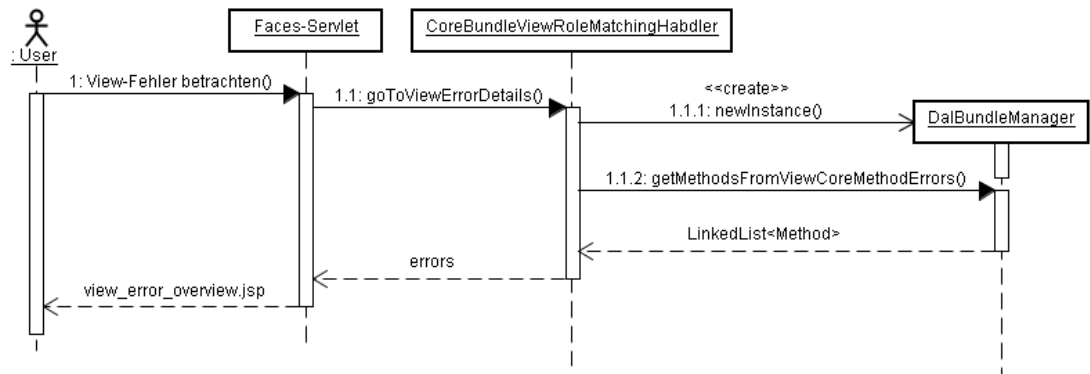 Faces-Servlet
CoreBundleViewRoleMatchingHabdler
: User
1: View-Fehler betrachten()
1.1: goToViewErrorDetails()
<<create>>
1.1.1: newInstance()
DalBundleManager
1.1.2: getMethodsFromViewCoreMethodErrors()
LinkedList<Method>
errors
view_error_overview.jsp